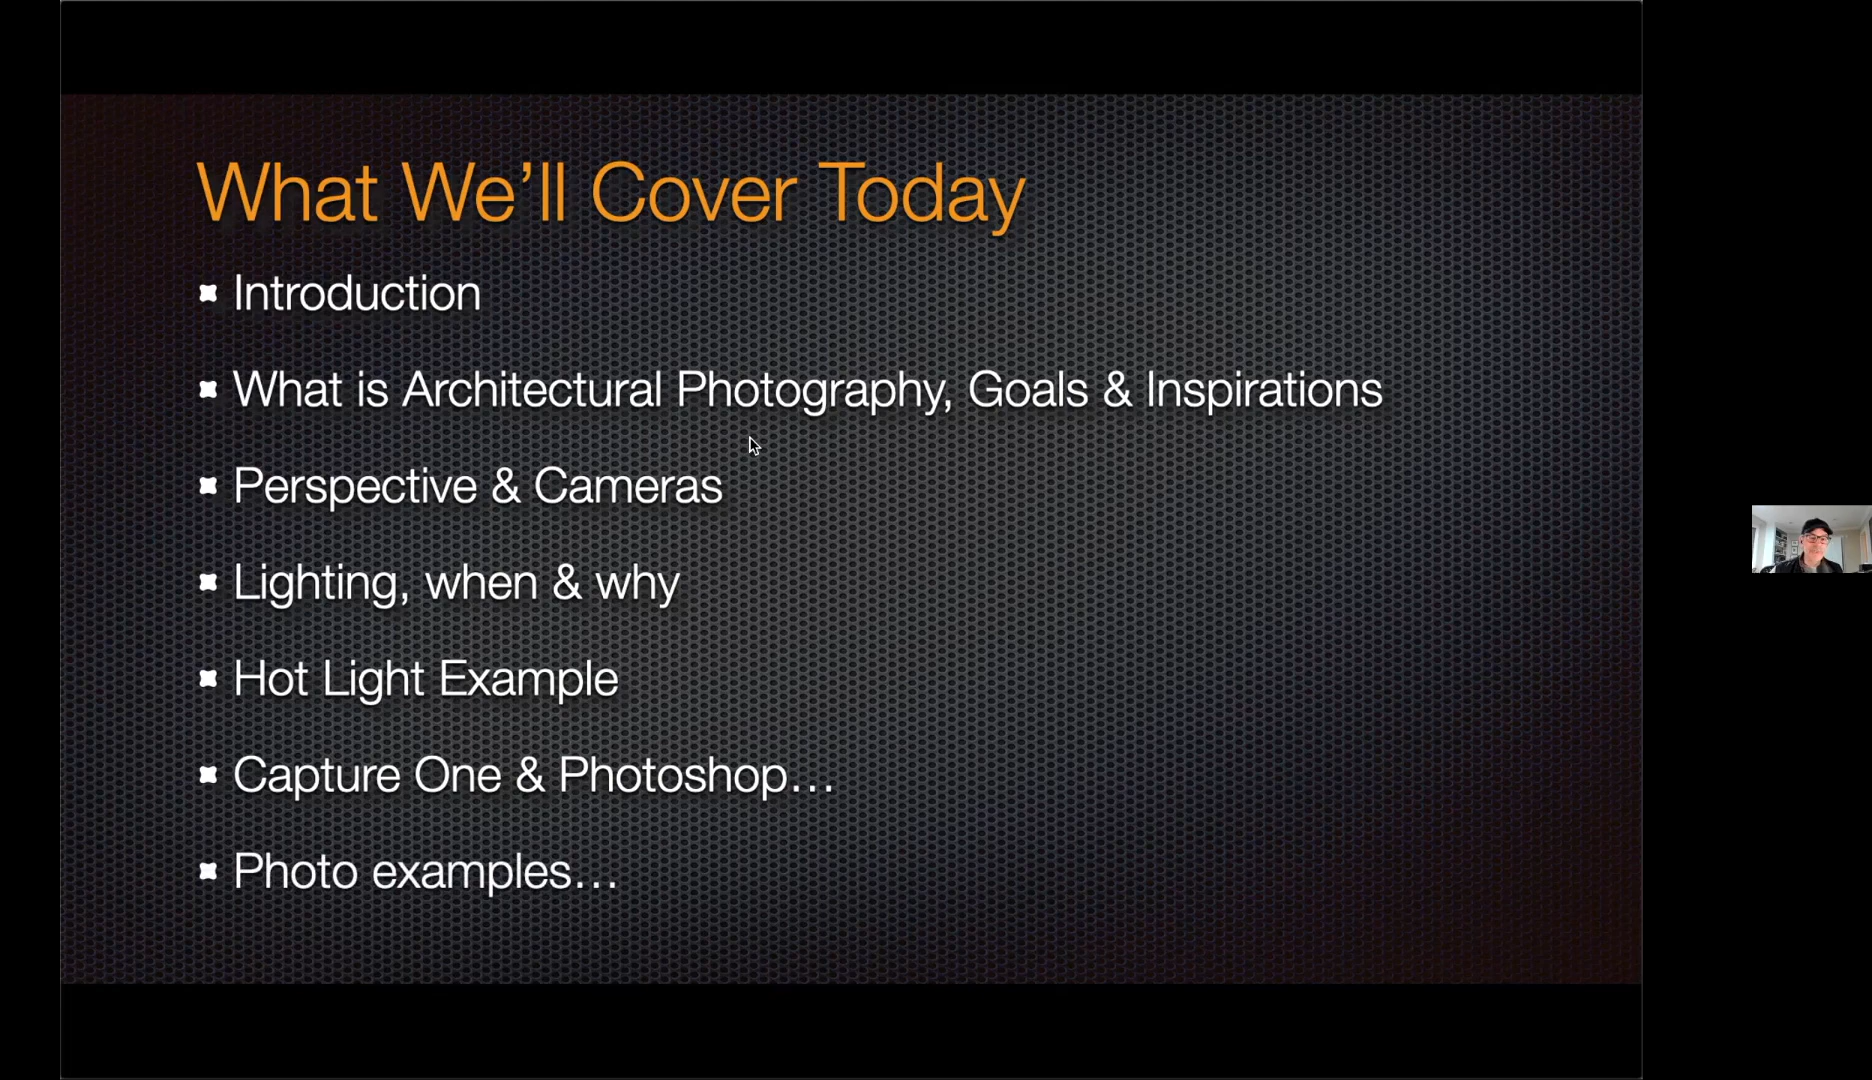 What We’ll Cover Today
Introduction
What is Architectural Photography, Goals & Inspirations
Perspective & Cameras
Lighting, when & why
Hot Light Example
Capture One & Photoshop…
Photo examples…